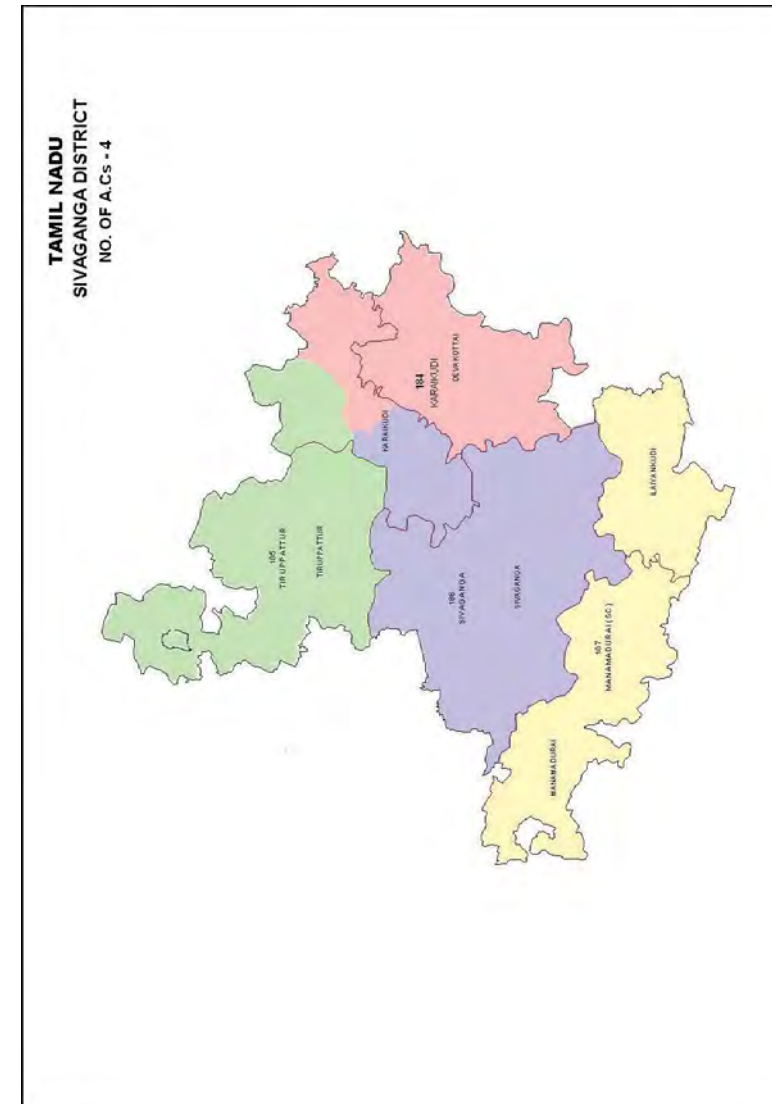 TAMIL NADU
SIVAGANGA DISTRICT
NO. OF A.Cs - 4
185
TIRUPPATTUR
TIRUPPATTUR
KARAIKUDI
184
KARAIKUDI
DEVAKOTTAI
186
SIVAGANGA
SIVAGANGA
ILAIYANKUDI
187
MANAMADURAI (SC)
MANAMADURAI